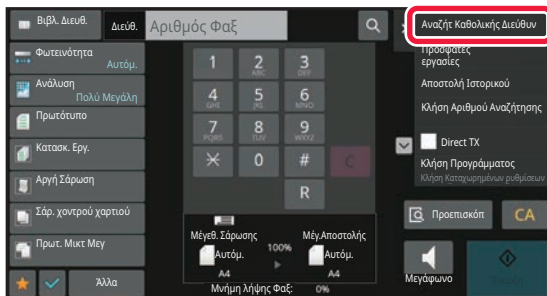 Βιβλ. Διευθ.
Διεύθ.
Αριθμός Φαξ
Αναζήτ Καθολικής Διεύθυν
Φωτεινότητα
Αυτόμ.
Ανάλυση
Πολύ Μεγάλη
Πρωτότυπο
Κατασκ. Εργ.
Αργή Σάρωση
Σάρ. χοντρού χαρτιού
Πρωτ. Μικτ Μεγ
Άλλα
1
2 ABC
3 DEF
4 GHI
5 JKL
6 MNO
7 PQRS
8 TUV
9 WXYZ
0
#
C
R
Μέγεθ. Σάρωσης
Μέγ.Αποστολής
Αυτόμ.
100%
Αυτόμ.
A4
A4
Μνήμη λήψης Φαξ: 0%
Πρόσφατες
εργασίες
Αποστολή Ιστορικού
Κλήση Αριθμού Αναζήτησης
Direct TX
Κλήση Προγράμματος
Κλήση Καταχωρημένων ρυθμίσεων
Προεπισκόπ
CA
Μεγάφωνο